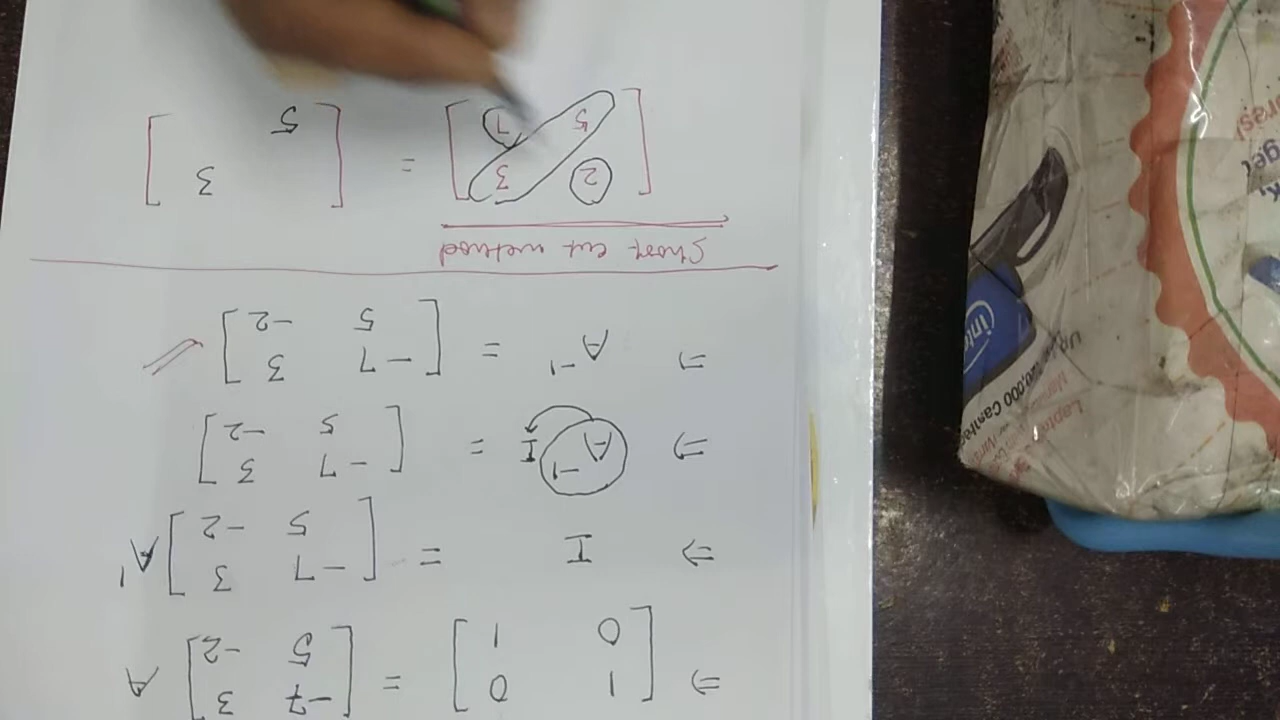 ⇒ [1 0] = [-7 3] A
[0 1] [5 -2]
⇒ I = [-7 3] A'
[5 -2]
⇒ A⁻¹ I = [-7 3]
[5 -2]
⇒ A⁻¹ = [-7 3]
[5 -2]
Short cut method
[2 3] = [ 3]
[5 7] [5 ]
inte